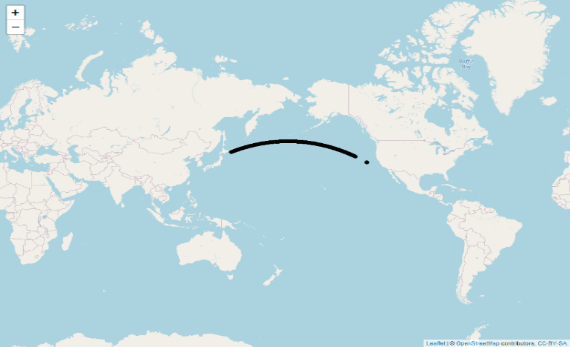 +
−
Leaflet | © OpenStreetMap contributors, CC-BY-SA